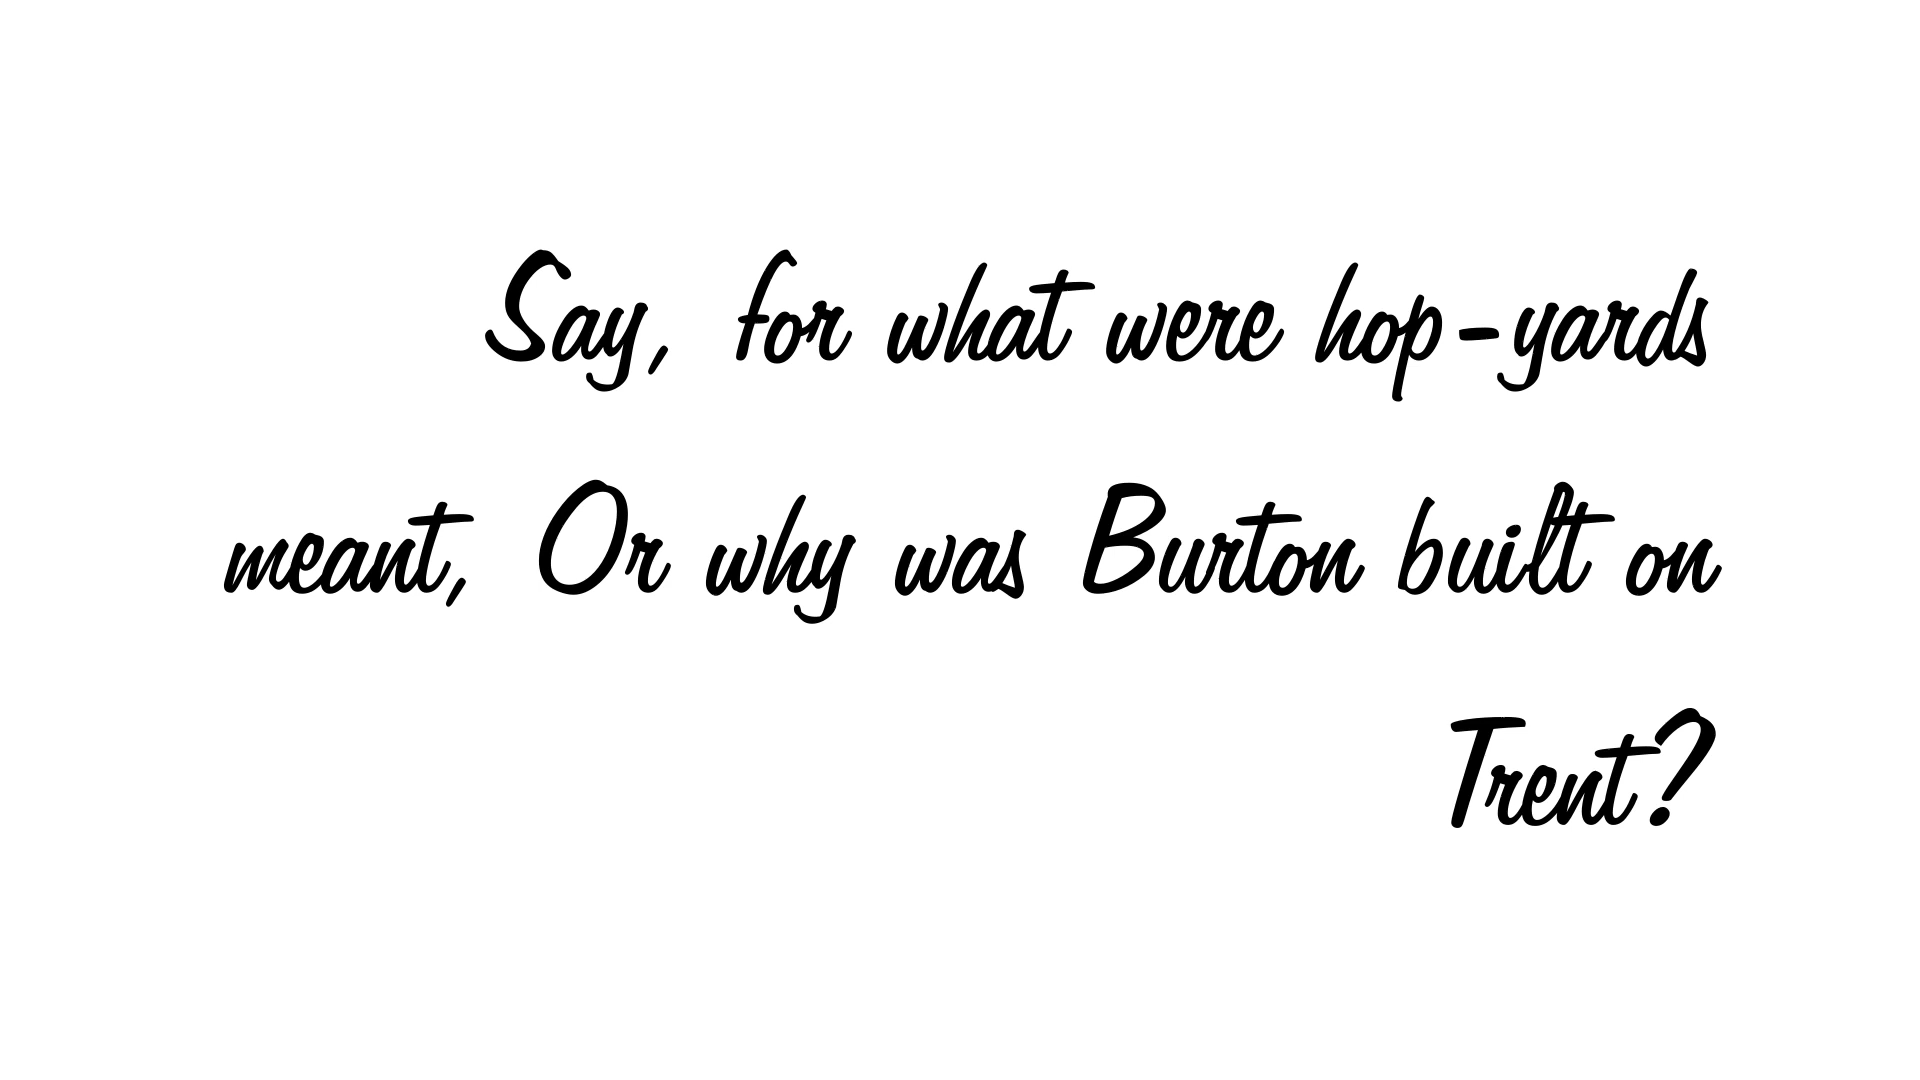 Say, for what were hop-yards
meant, Or why was Burton built on
Trent?